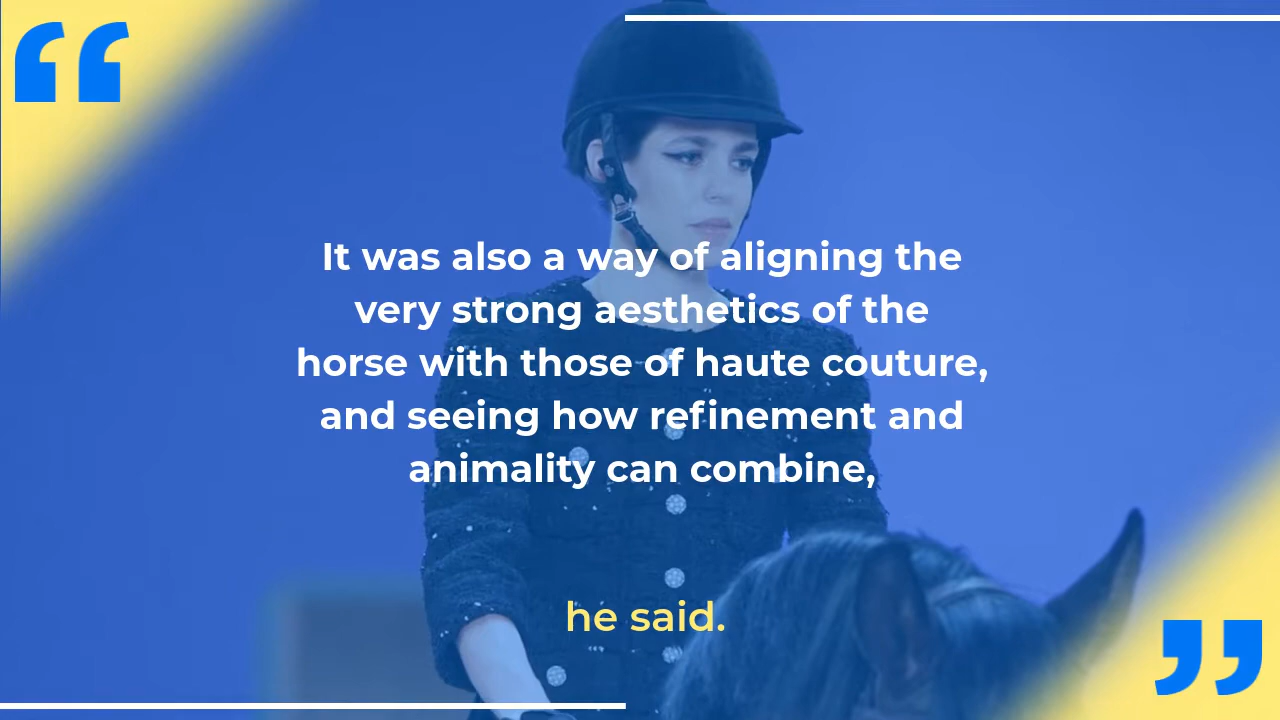 “
It was also a way of aligning the
very strong aesthetics of the
horse with those of haute couture,
and seeing how refinement and
animality can combine,
he said.
”